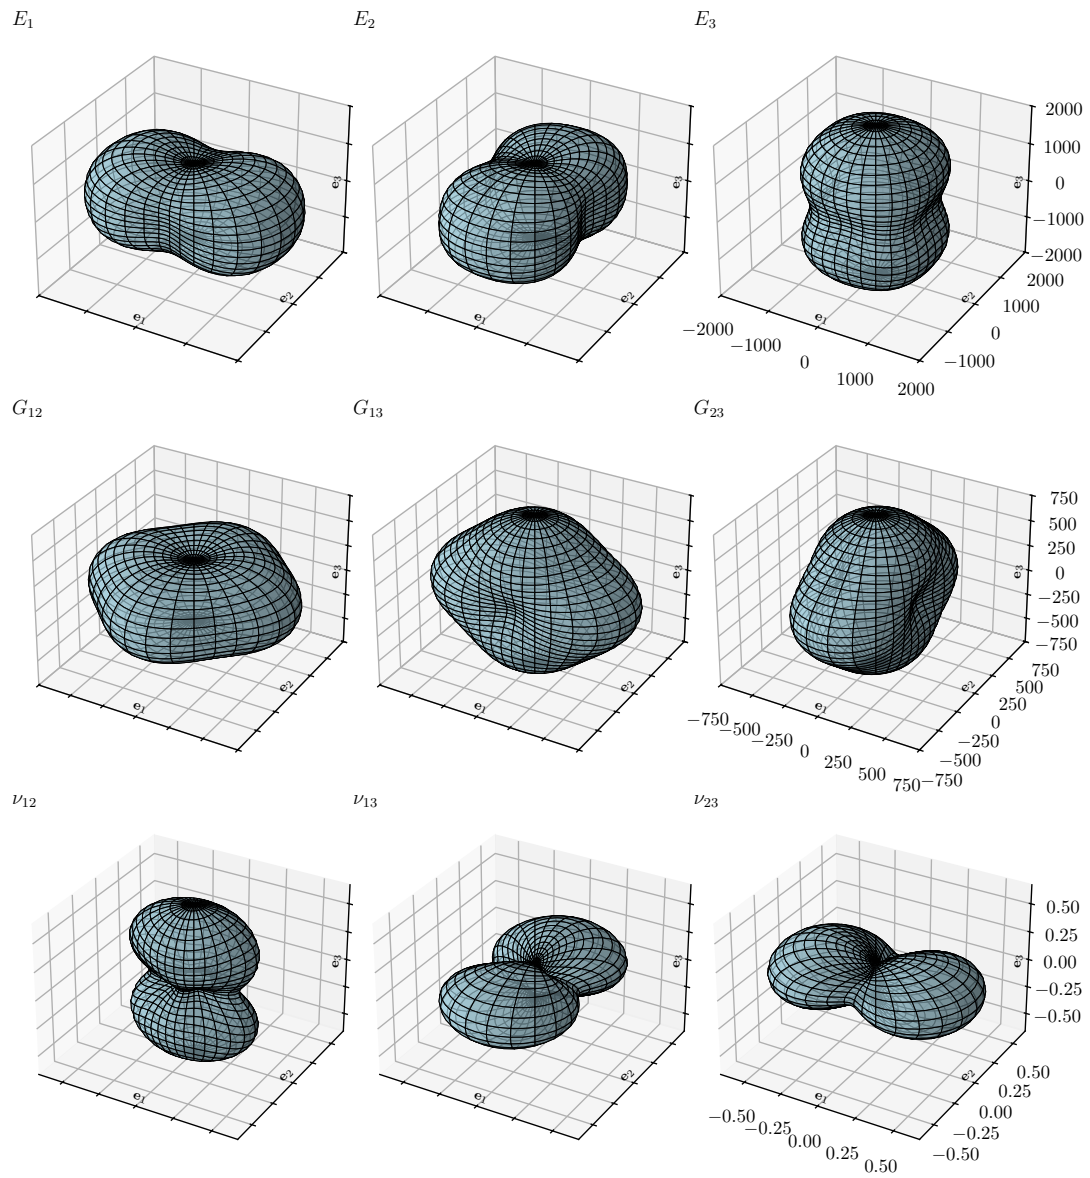 E₁ E₂ E₃
e₃ e₃ e₃ 2000
1000
0
−1000
−2000
e₂ e₂ e₂ 2000
1000
0
−1000
e₁ e₁ e₁
−2000 −1000 0 1000 2000
G₁₂ G₁₃ G₂₃
e₃ e₃ e₃ 750
500
250
0
−250
−500
−750
e₂ e₂ e₂ 750
500
250
0
−250
−500
−750
e₁ e₁ e₁
−750 −500 −250 0 250 500 750
ν₁₂ ν₁₃ ν₂₃
e₃ e₃ e₃ 0.50
0.25
0.00
−0.25
−0.50
e₂ e₂ e₂ 0.50
0.25
0.00
−0.25
−0.50
e₁ e₁ e₁
−0.50 −0.25 0.00 0.25 0.50